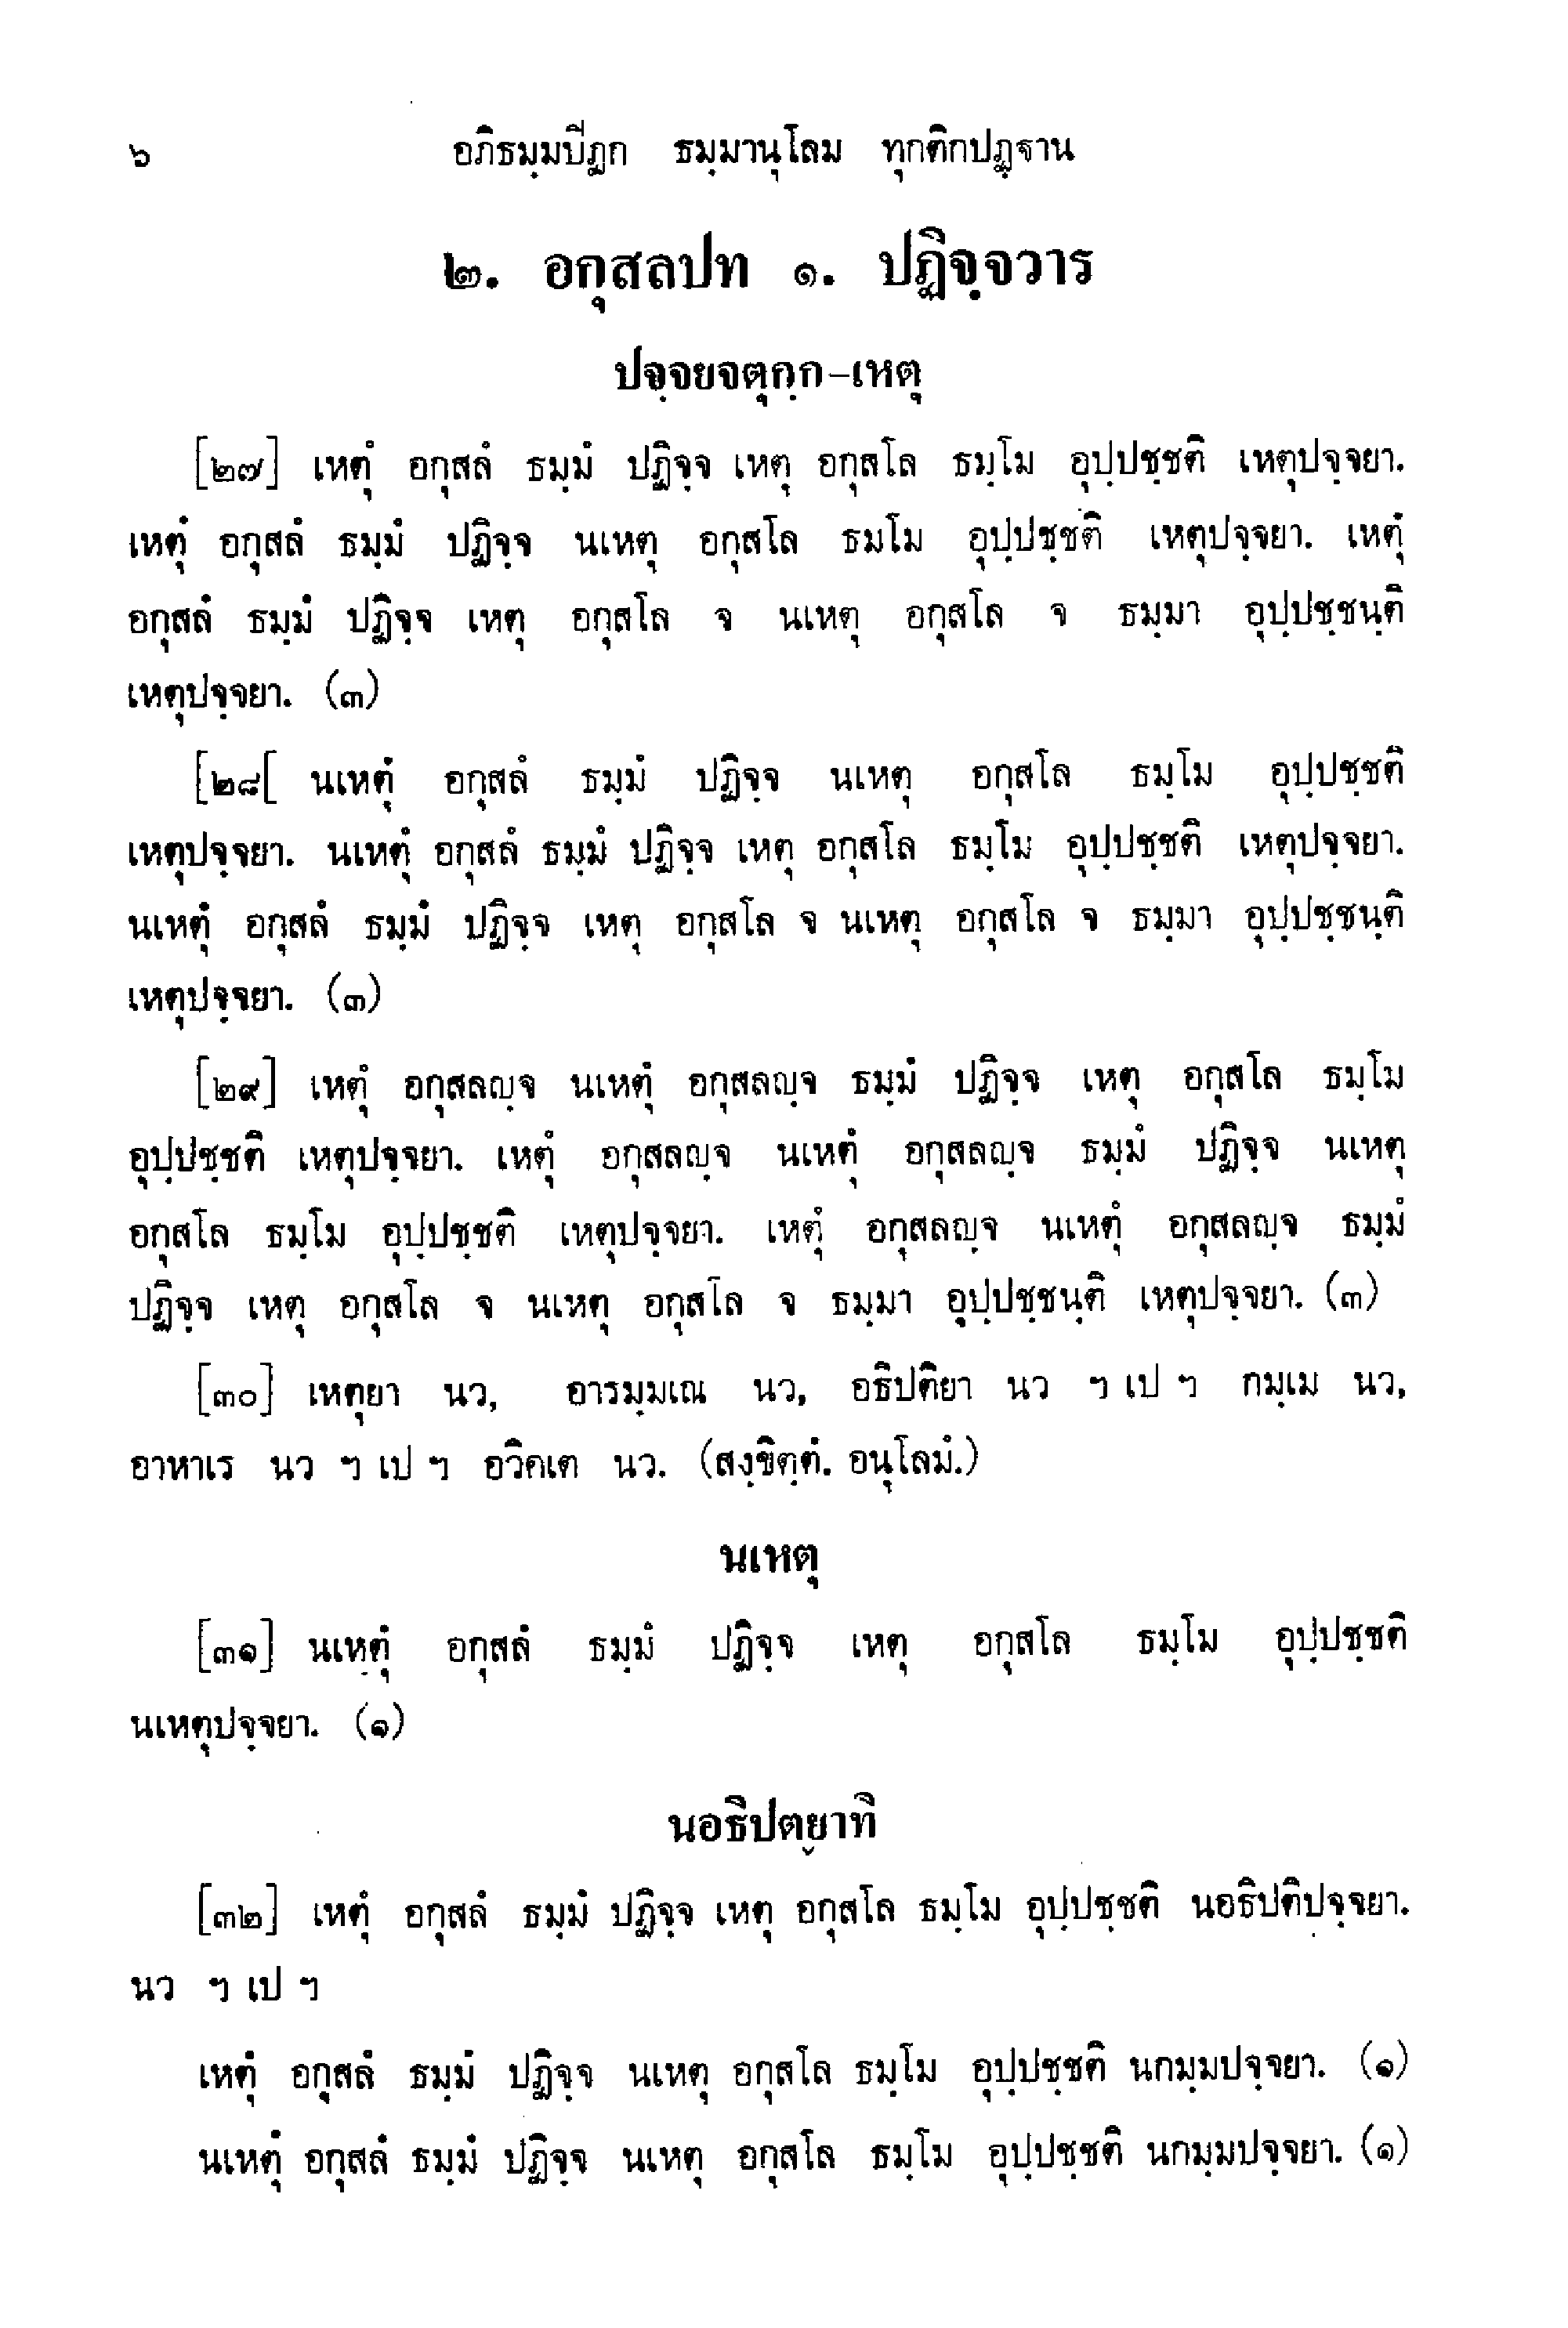 ๖ อภิธมฺมปีฏก ธมฺมานุโลม ทุกติกปฏฺฐาน
๒. อกุสลปท ๑. ปฏิจฺจวาร
ปจฺจยจตุกฺก-เหตุ
[๒๗] เหตุํ อกุสลํ ธมฺมํ ปฏิจฺจ เหตุ อกุสโล ธมฺโม อุปฺปชฺชติ เหตุปจฺจยา.
เหตุํ อกุสลํ ธมฺมํ ปฏิจฺจ นเหตุ อกุสโล ธมโม อุปฺปชฺชติ เหตุปจฺจยา. เหตุํ
อกุสลํ ธมฺมํ ปฏิจฺจ เหตุ อกุสโล จ นเหตุ อกุสโล จ ธมฺมา อุปฺปชฺชนฺติ
เหตุปจฺจยา. (๓)
[๒๘[ นเหตุํ อกุสลํ ธมฺมํ ปฏิจฺจ นเหตุ อกุสโล ธมฺโม อุปฺปชฺชติ
เหตุปจฺจยา. นเหตุํ อกุสลํ ธมฺมํ ปฏิจฺจ เหตุ อกุสโล ธมฺโม อุปฺปชฺชติ เหตุปจฺจยา.
นเหตุํ อกุสลํ ธมฺมํ ปฏิจฺจ เหตุ อกุสโล จ นเหตุ อกุสโล จ ธมฺมา อุปฺปชฺชนฺติ
เหตุปจฺจยา. (๓)
[๒๙] เหตุํ อกุสลญฺจ นเหตุํ อกุสลญฺจ ธมฺมํ ปฏิจฺจ เหตุ อกุสโล ธมฺโม
อุปฺปชฺชติ เหตุปจฺจยา. เหตุํ อกุสลญฺจ นเหตุํ อกุสลญฺจ ธมฺมํ ปฏิจฺจ นเหตุ
อกุสโล ธมฺโม อุปฺปชฺชติ เหตุปจฺจยา. เหตุํ อกุสลญฺจ นเหตุํ อกุสลญฺจ ธมฺมํ
ปฏิจฺจ เหตุ อกุสโล จ นเหตุ อกุสโล จ ธมฺมา อุปฺปชฺชนฺติ เหตุปจฺจยา. (๓)
[๓๐] เหตุยา นว, อารมฺมเณ นว, อธิปติยา นว ฯ เป ฯ กมฺเม นว,
อาหาเร นว ฯ เป ฯ อวิคเต นว. (สงฺขิตฺตํ. อนุโลมํ.)
นเหตุ
[๓๑] นเหตุํ อกุสลํ ธมฺมํ ปฏิจฺจ เหตุ อกุสโล ธมฺโม อุปฺปชฺชติ
นเหตุปจฺจยา. (๑)
นอธิปตฺยาทิ
[๓๒] เหตุํ อกุสลํ ธมฺมํ ปฏิจฺจ เหตุ อกุสโล ธมฺโม อุปฺปชฺชติ นอธิปติปจฺจยา.
นว ฯ เป ฯ
เหตุํ อกุสลํ ธมฺมํ ปฏิจฺจ นเหตุ อกุสโล ธมฺโม อุปฺปชฺชติ นกมฺมปจฺจยา. (๑)
นเหตุํ อกุสลํ ธมฺมํ ปฏิจฺจ นเหตุ อกุสโล ธมฺโม อุปฺปชฺชติ นกมฺมปจฺจยา. (๑)